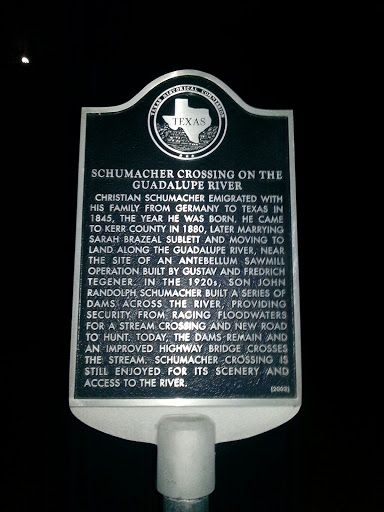 TEXAS HISTORICAL COMMISSION
TEXAS
SCHUMACHER CROSSING ON THE
GUADALUPE RIVER
CHRISTIAN SCHUMACHER EMIGRATED WITH
HIS FAMILY FROM GERMANY TO TEXAS IN
1845, THE YEAR HE WAS BORN. HE CAME
TO KERR COUNTY IN 1880, LATER MARRYING
SARAH BRAZEAL SUBLETT AND MOVING TO
LAND ALONG THE GUADALUPE RIVER, NEAR
THE SITE OF AN ANTEBELLUM SAWMILL
OPERATION BUILT BY GUSTAV AND FREDRICH
TEGENER. IN THE 1920s, SON JOHN
RANDOLPH SCHUMACHER BUILT A SERIES OF
DAMS ACROSS THE RIVER, PROVIDING
SECURITY FROM RAGING FLOODWATERS
FOR A STREAM CROSSING AND NEW ROAD
TO HUNT. TODAY, THE DAMS REMAIN AND
AN IMPROVED HIGHWAY BRIDGE CROSSES
THE STREAM. SCHUMACHER CROSSING IS
STILL ENJOYED FOR ITS SCENERY AND
ACCESS TO THE RIVER.
(2002)